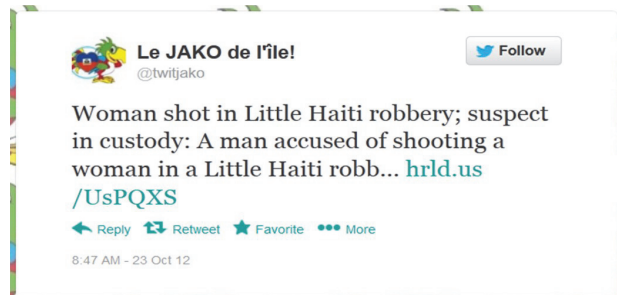 Le JAKO de l'île!
@twitjako
Follow
Woman shot in Little Haiti robbery; suspect
in custody: A man accused of shooting a
woman in a Little Haiti robb... hrld.us
/UsPQXS
Reply Retweet Favorite More
8:47 AM - 23 Oct 12